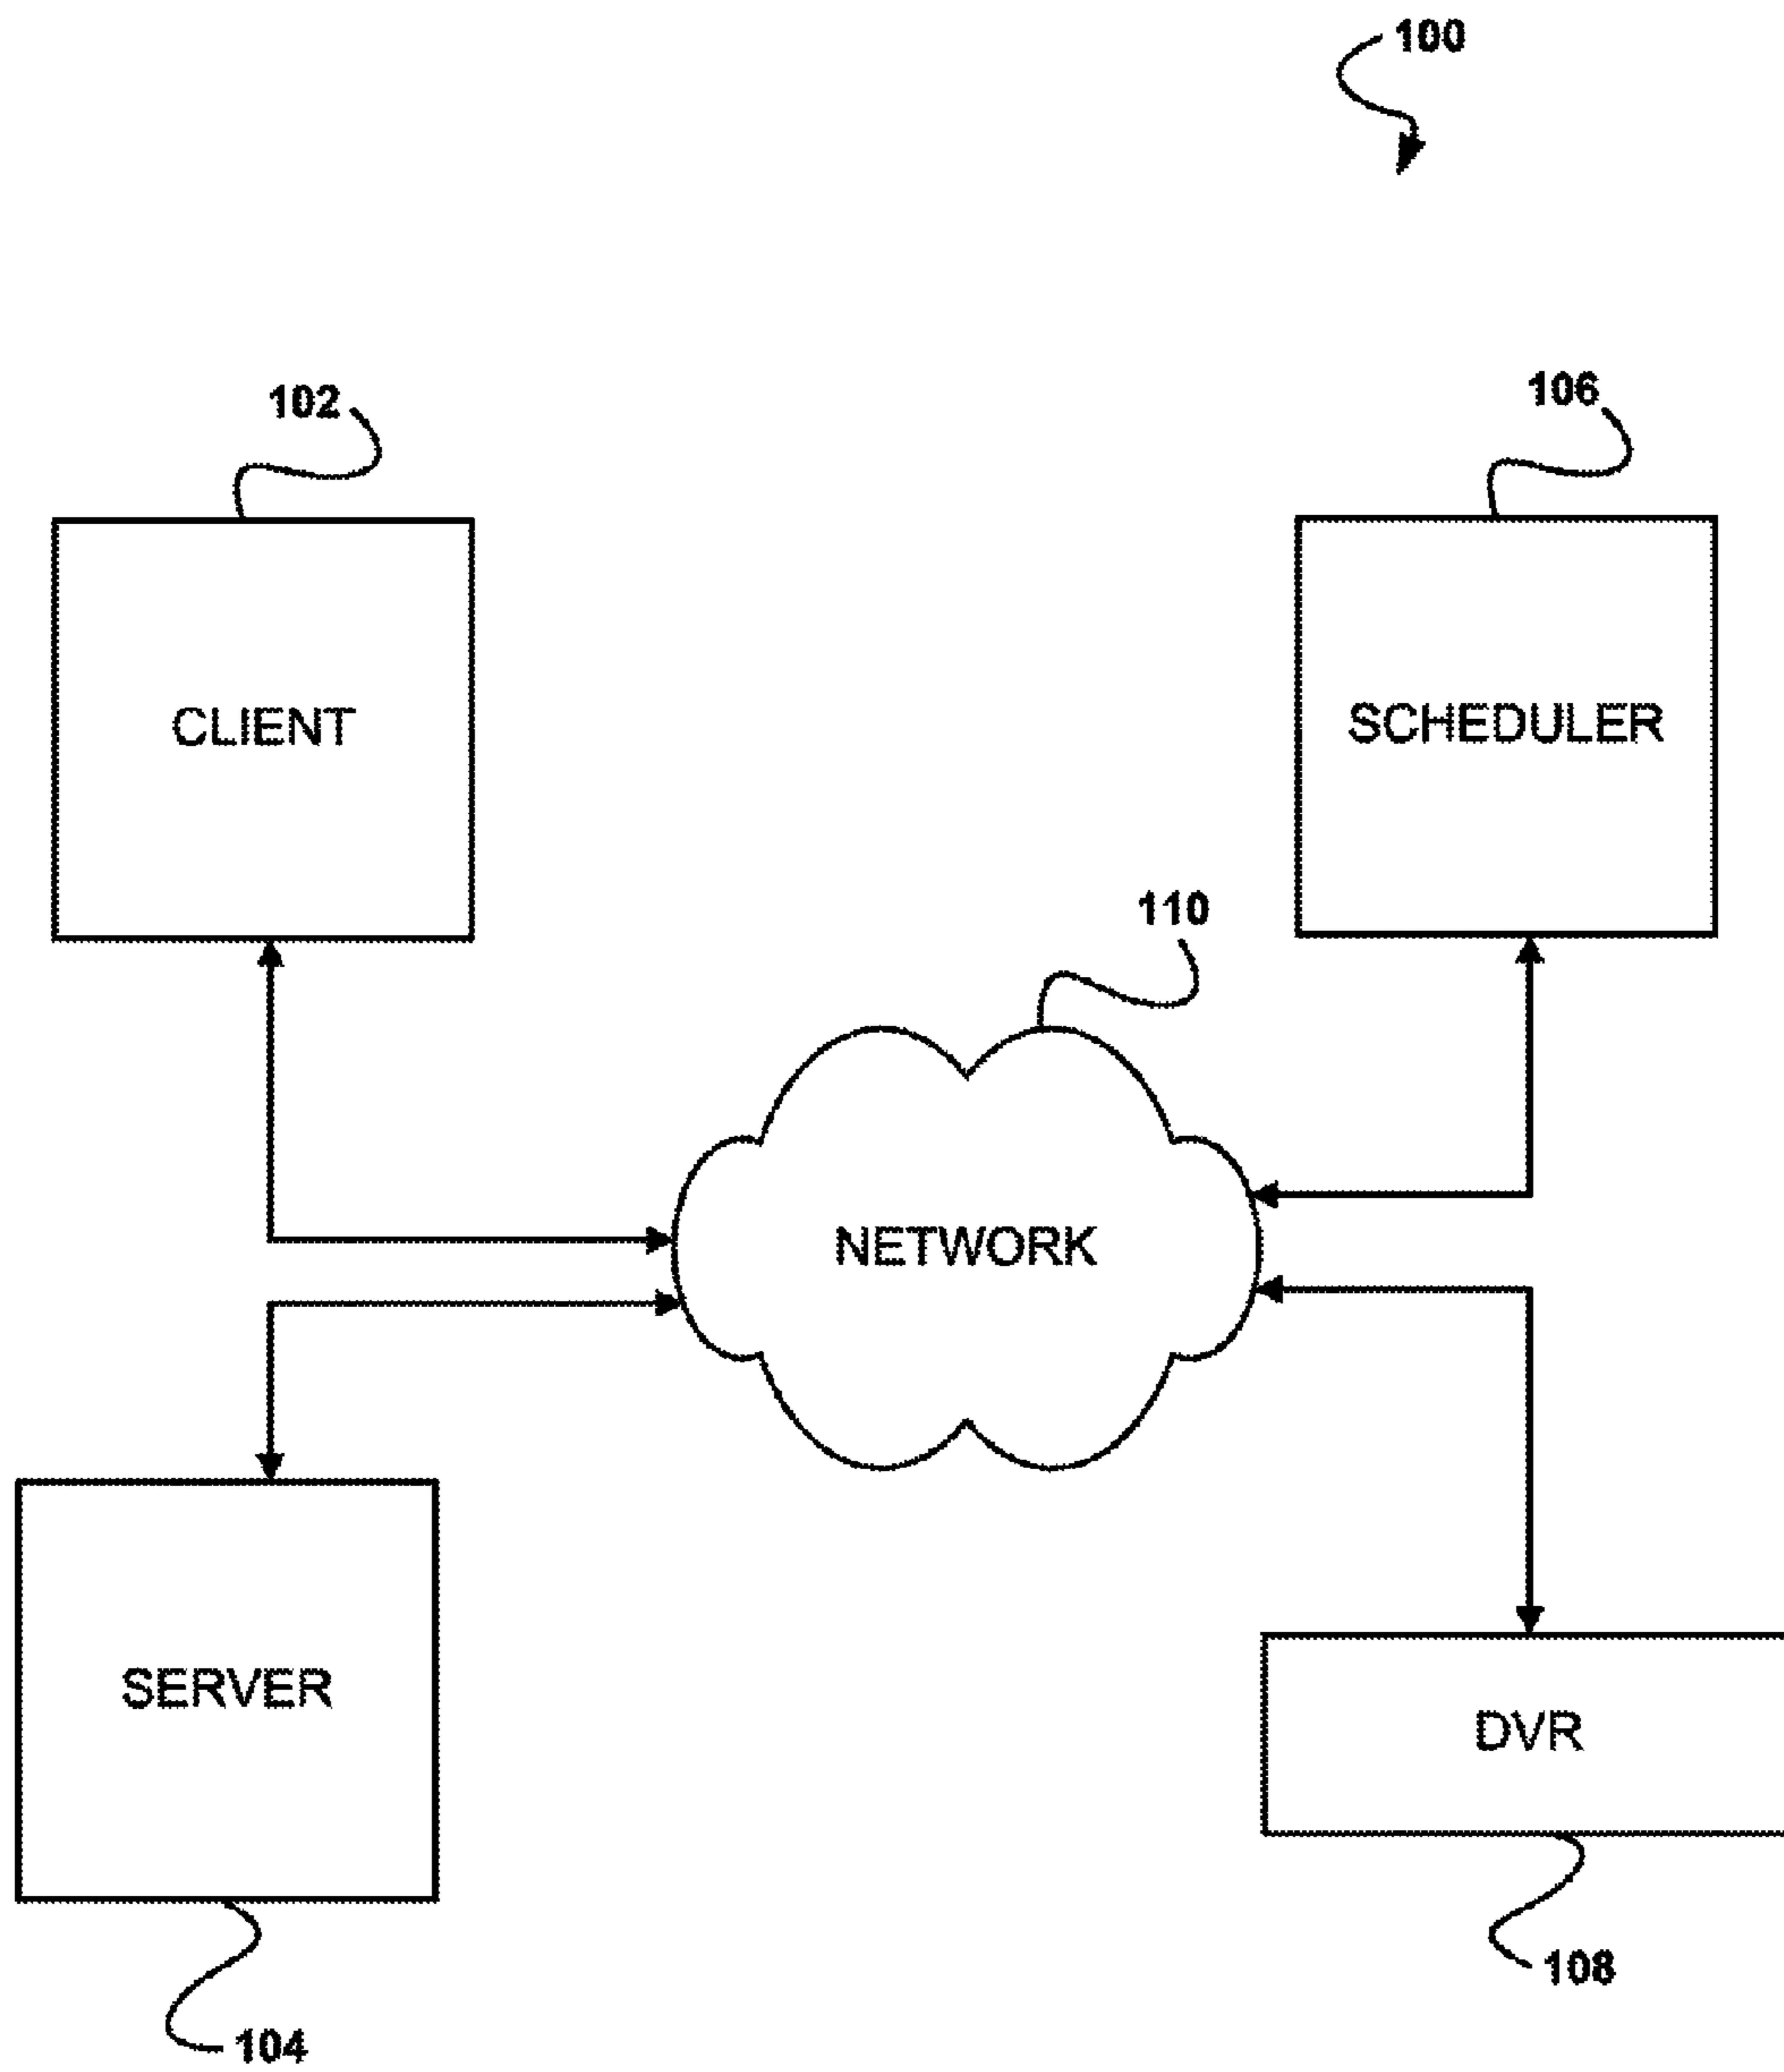 100
102
106
CLIENT
SCHEDULER
110
NETWORK
SERVER
DVR
108
104